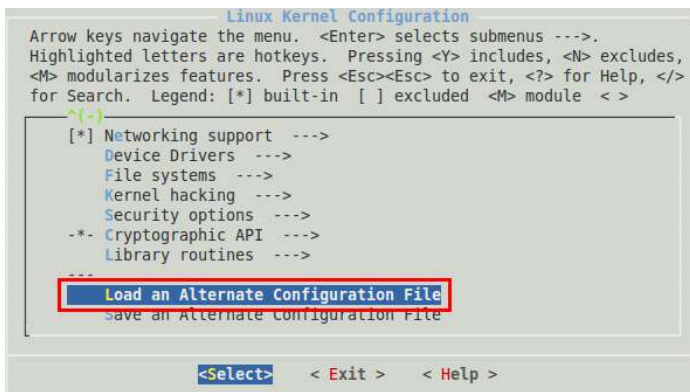 Linux Kernel Configuration
Arrow keys navigate the menu.  <Enter> selects submenus --->.
Highlighted letters are hotkeys.  Pressing <Y> includes, <N> excludes,
<M> modularizes features.  Press <Esc><Esc> to exit, <?> for Help, </>
for Search.  Legend: [*] built-in  [ ] excluded  <M> module  < >
^(-)
[*] Networking support  --->
Device Drivers  --->
File systems  --->
Kernel hacking  --->
Security options  --->
-*- Cryptographic API  --->
Library routines  --->
---
Load an Alternate Configuration File
Save an Alternate Configuration File
<Select>    < Exit >    < Help >